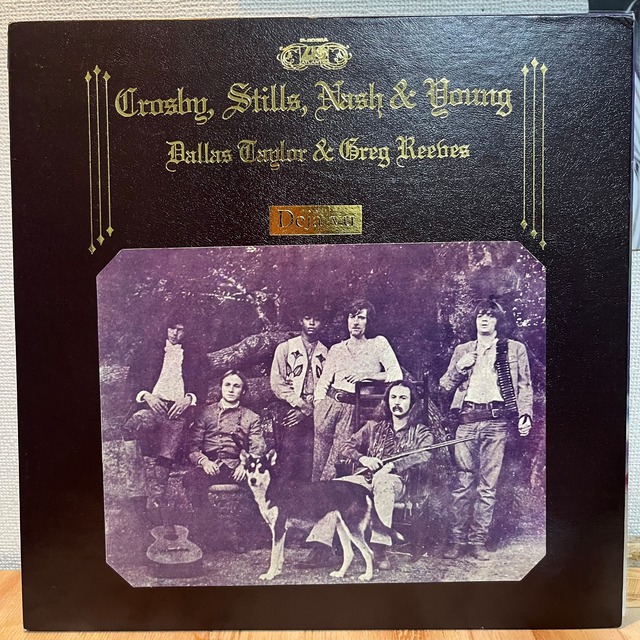 Crosby, Stills, Nash & Young
Dallas Taylor & Greg Reeves
Déjà vu